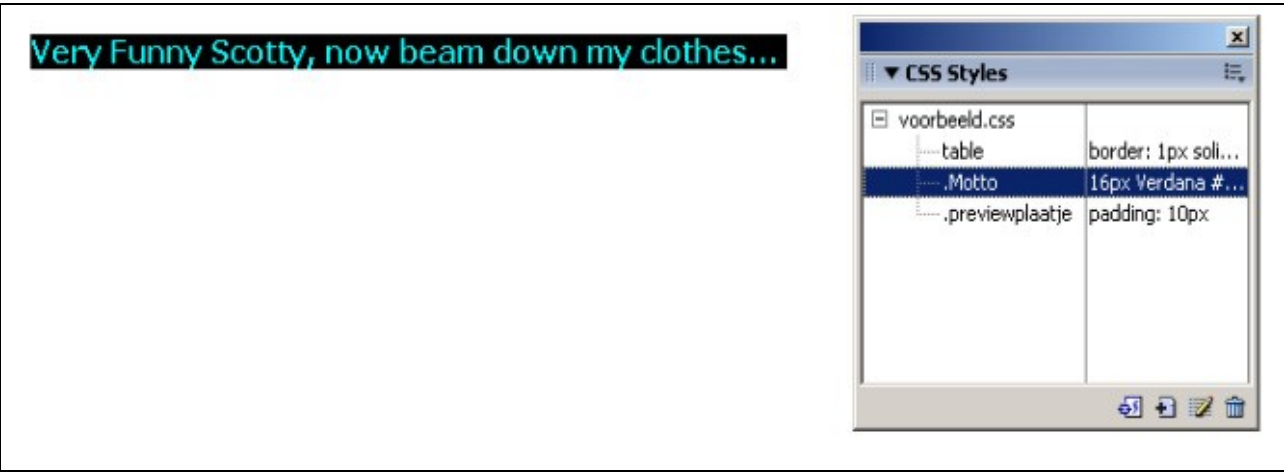 Very Funny Scotty, now beam down my clothes...
CSS Styles
voorbeeld.css
table border: 1px soli...
.Motto 16px Verdana #...
.previewplaatje padding: 10px